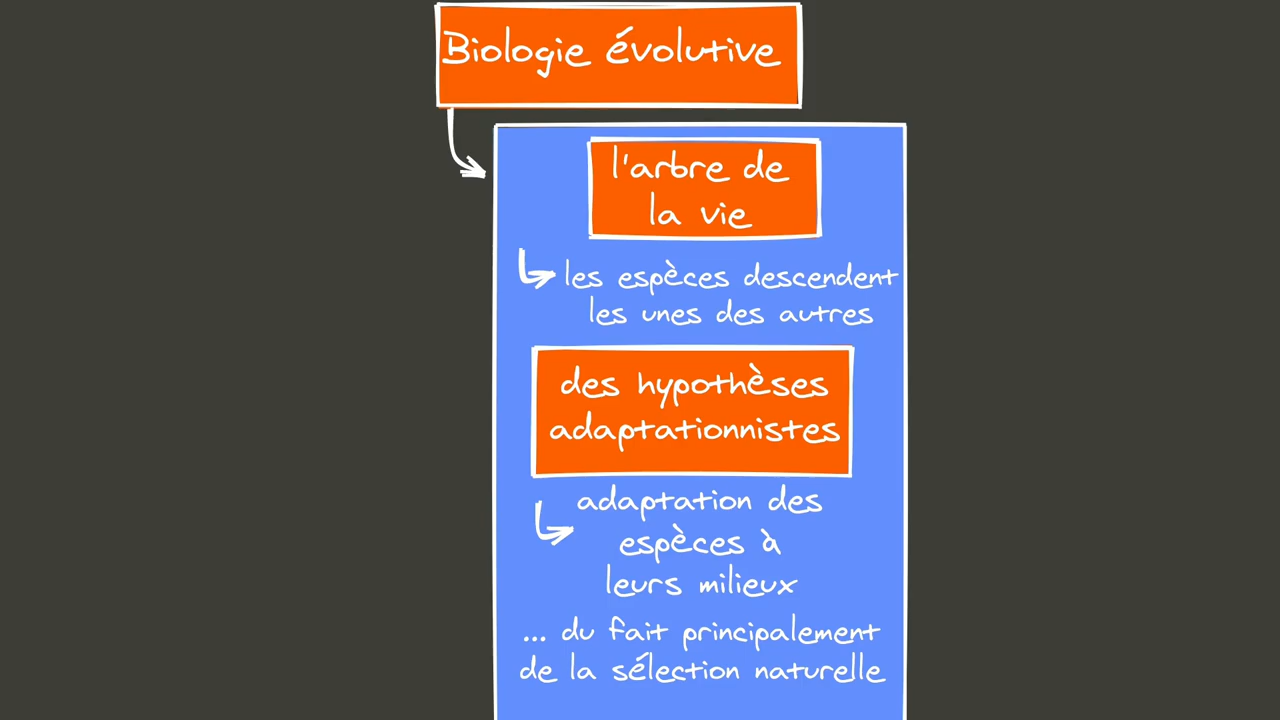 Biologie évolutive
l'arbre de
la vie
les espèces descendent
les unes des autres
des hypothèses
adaptationnistes
adaptation des
espèces à
leurs milieux
... du fait principalement
de la sélection naturelle